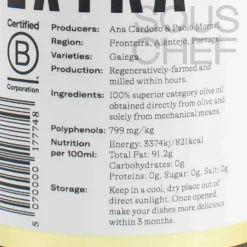 EXTRA
SOUS
CHEF
Certified
B
Corporation
Producers: Ana Cardoso & Paolo Morosi
Region: Fronteira, Alentejo, Portugal
Varieties: Galega
Production: Regeneratively-farmed and
milled within hours.
Ingredients: 100% superior category olive oil
obtained directly from olives and
solely from mechanical means.
Polyphenols: 799 mg/kg
Nutrition Energy: 3374kj/821kcal
per 100ml: Total Fat: 91.2g
Carbohydrates: 0g
Proteins: 0g, Sugar: 0g, Salt: 0g
Storage: Keep in a cool, dry place out of
direct sunlight. Once opened,
make your dishes more delicious
within 3 months.
5 070000 177748